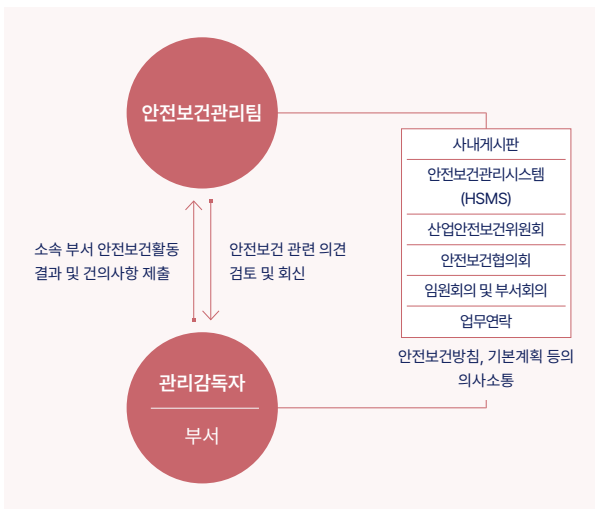 안전보건관리팀
소속 부서 안전보건활동
결과 및 건의사항 제출
안전보건 관련 의견
검토 및 회신
관리감독자
부서
사내게시판
안전보건관리시스템
(HSMS)
산업안전보건위원회
안전보건협의회
임원회의 및 부서회의
업무연락
안전보건방침, 기본계획 등의
의사소통